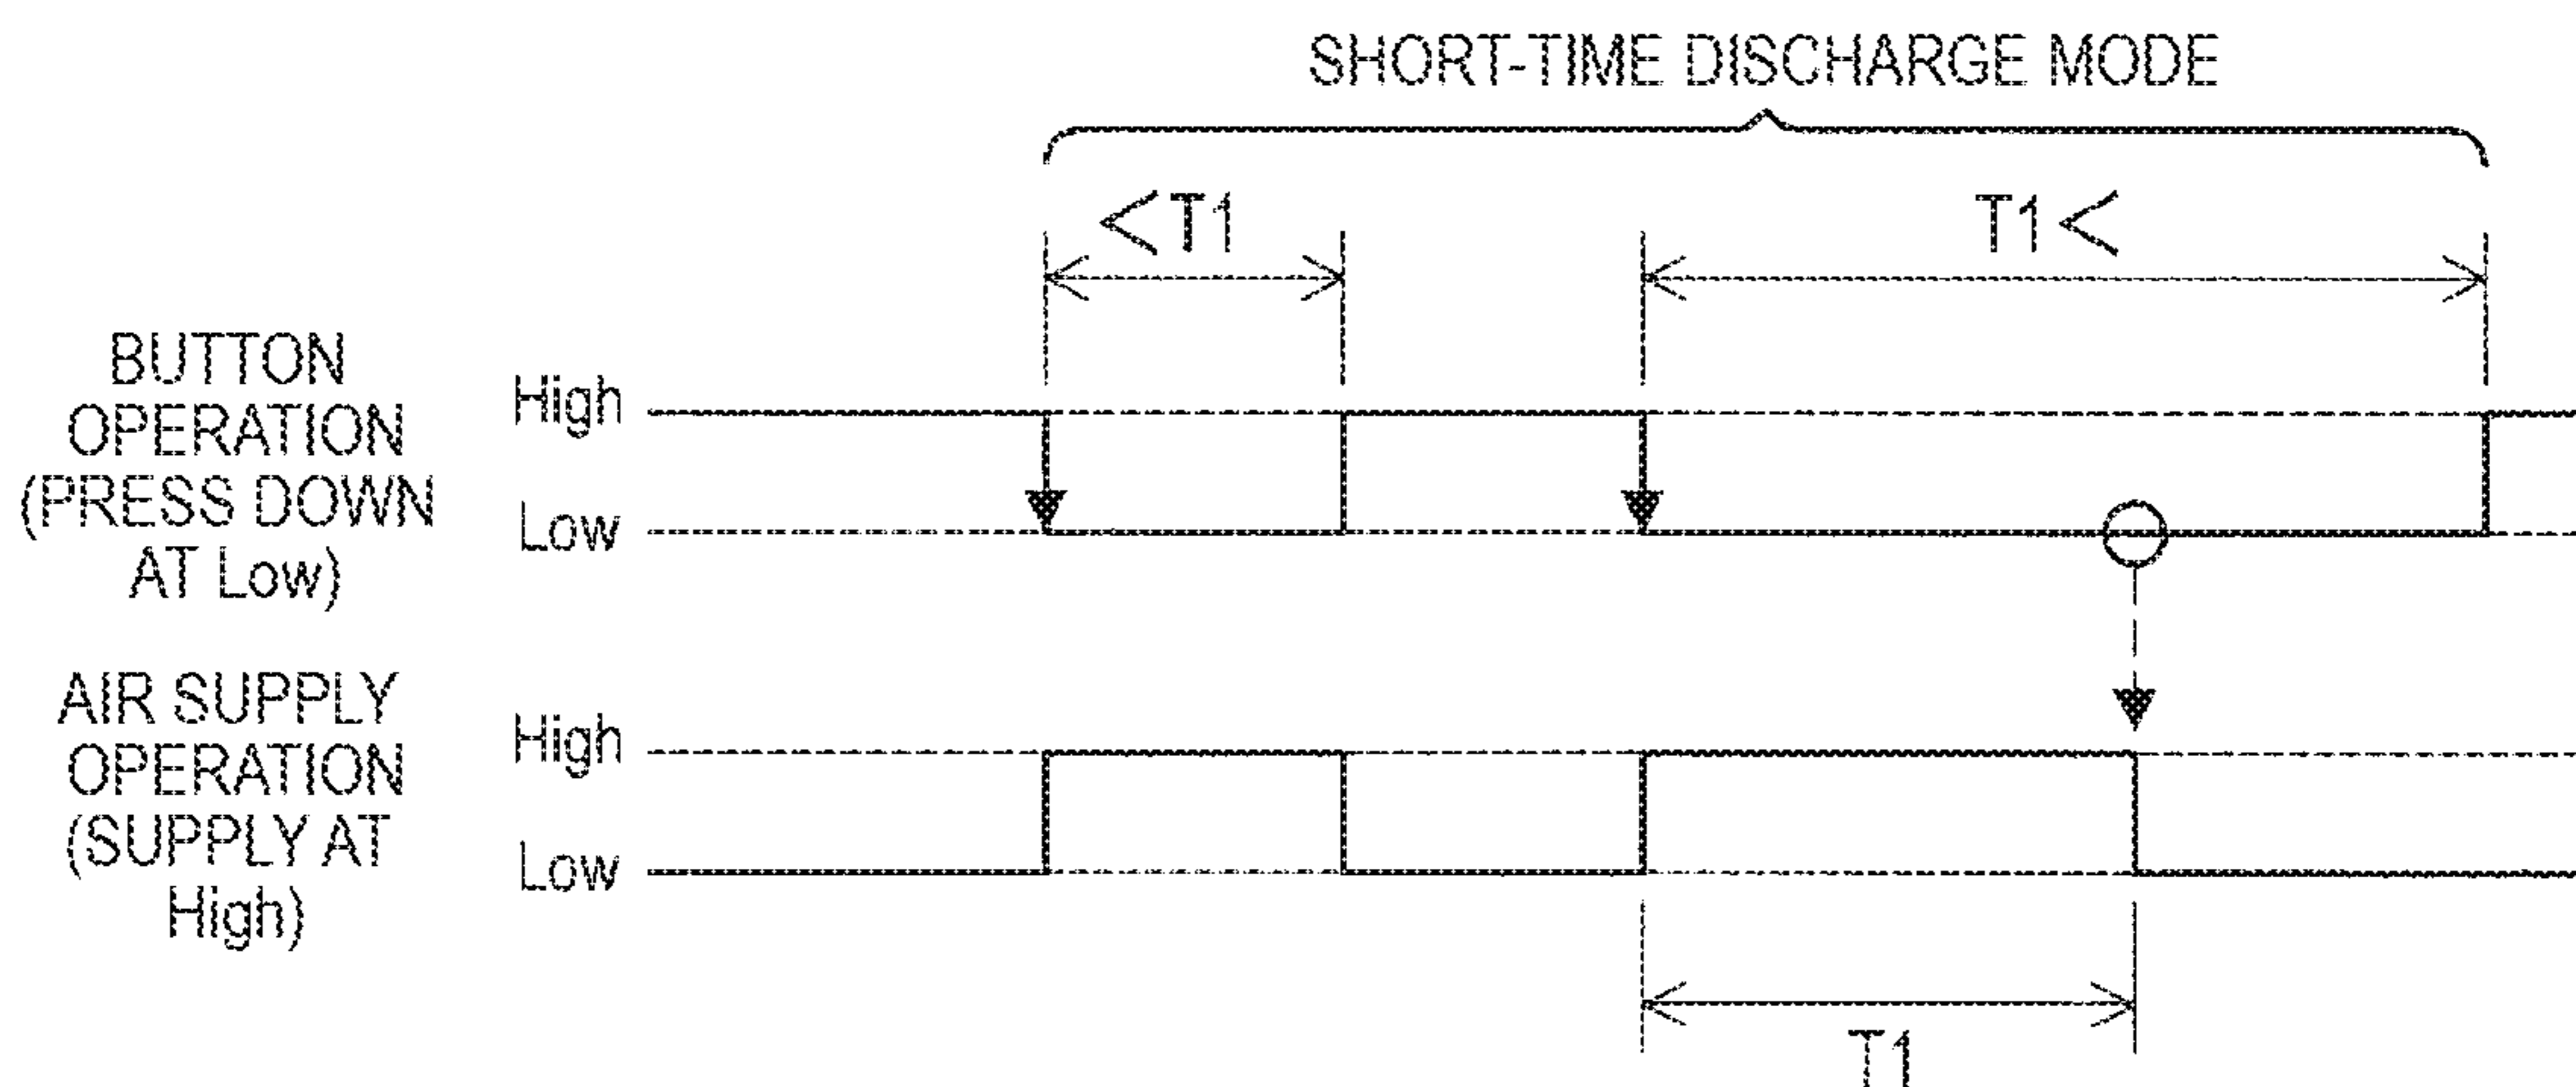 SHORT-TIME DISCHARGE MODE
<T1
T1<
BUTTON
OPERATION
(PRESS DOWN
AT Low)
High
Low
AIR SUPPLY
OPERATION
(SUPPLY AT
High)
High
Low
T1